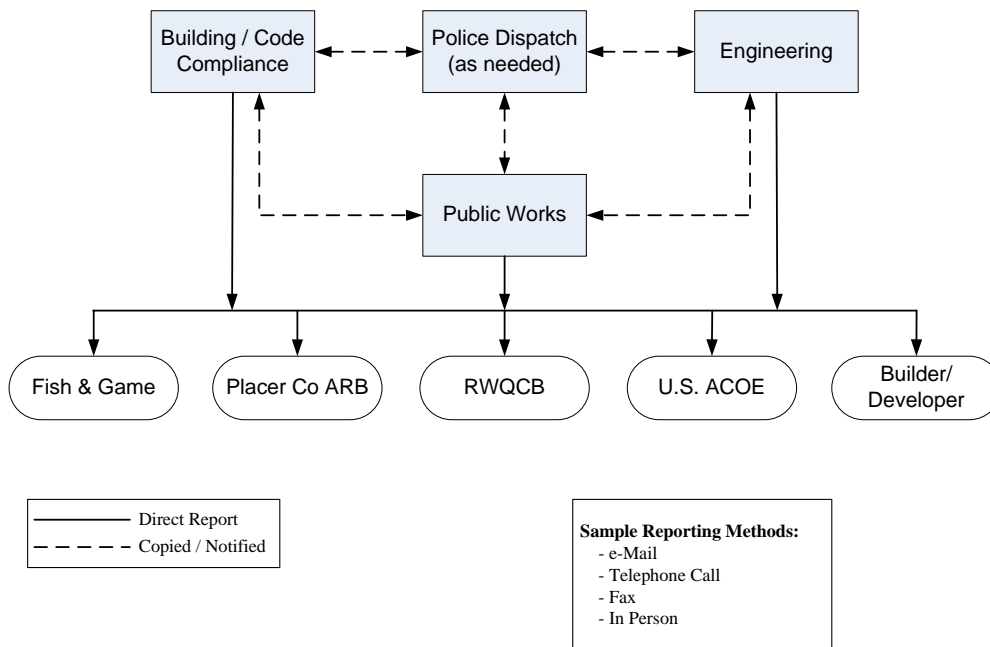 Building / Code
Compliance
Police Dispatch
(as needed)
Engineering
Public Works
Fish & Game
Placer Co ARB
RWQCB
U.S. ACOE
Builder/
Developer
Direct Report
Copied / Notified
Sample Reporting Methods:
- e-Mail
- Telephone Call
- Fax
- In Person